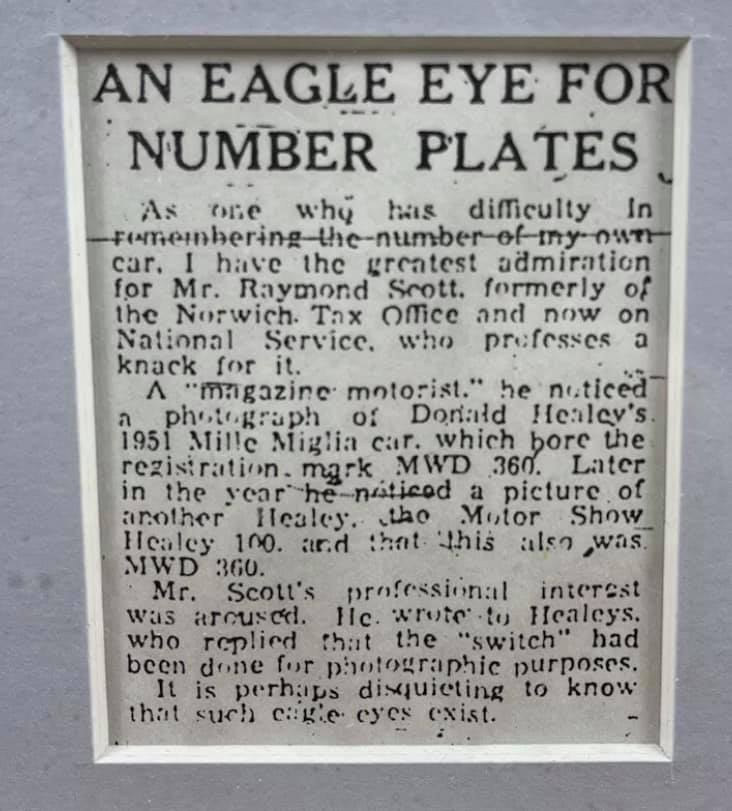 AN EAGLE EYE FOR
NUMBER PLATES
As one who has difficulty in
remembering the number of my own
car, I have the greatest admiration
for Mr. Raymond Scott, formerly of
the Norwich Tax Office and now on
National Service, who professes a
knack for it.
A "magazine motorist," he noticed
a photograph of Donald Healey's
1951 Mille Miglia car, which bore the
registration mark MWD 360. Later
in the year he noticed a picture of
another Healey, the Motor Show
Healey 100, and that this also was
MWD 360.
Mr. Scott's professional interest
was aroused. He wrote to Healeys,
who replied that the "switch" had
been done for photographic purposes.
It is perhaps disquieting to know
that such eagle eyes exist.